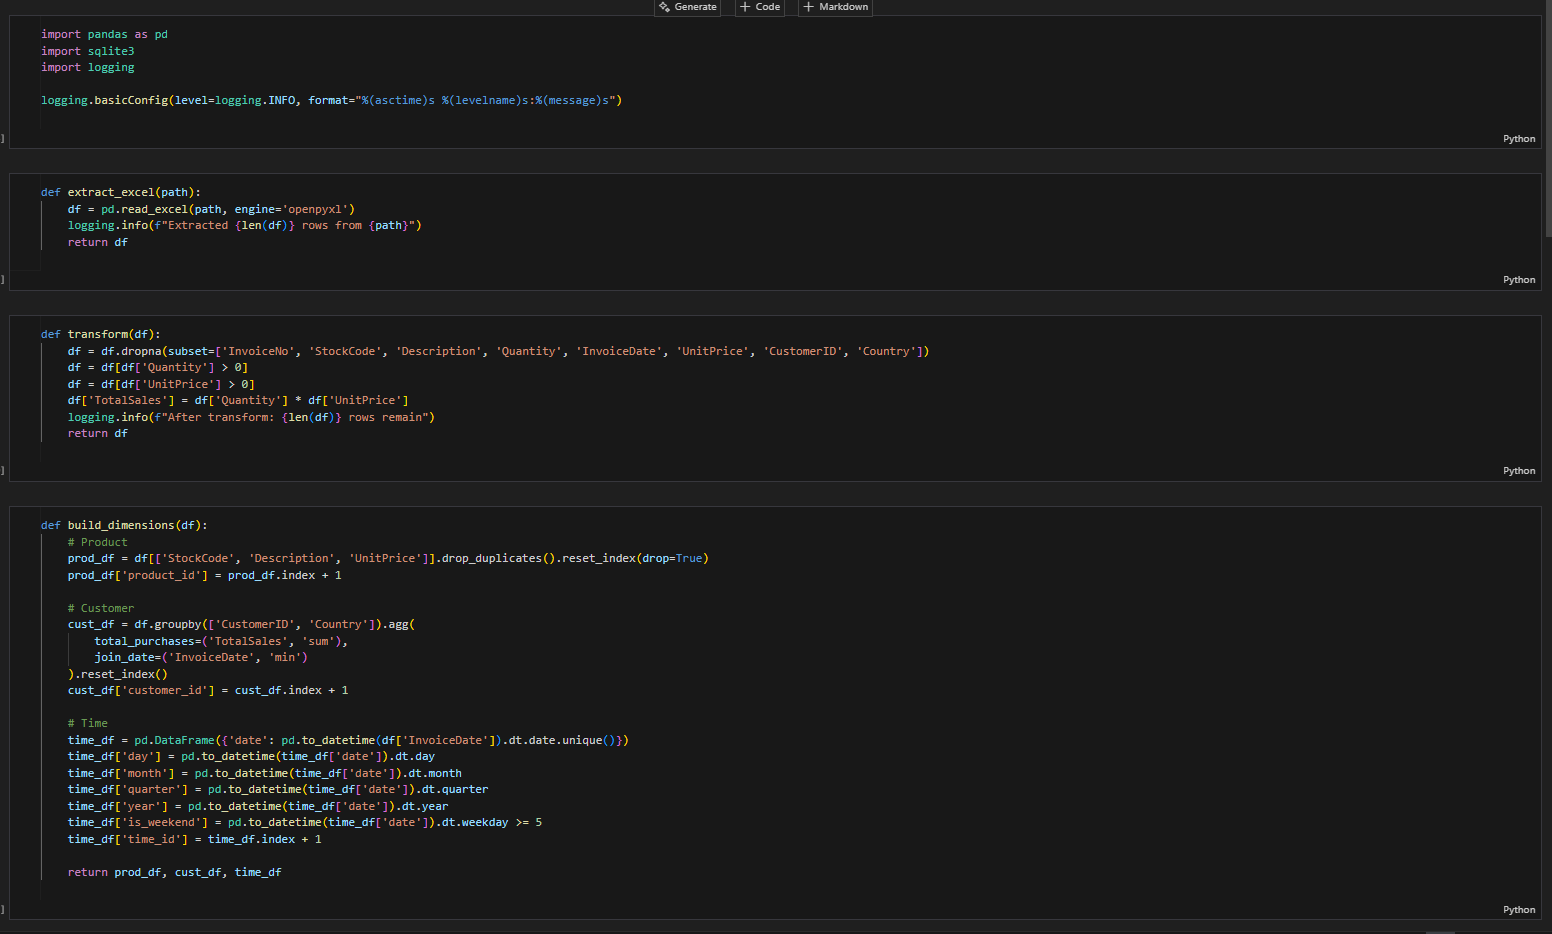 Generate + Code + Markdown
import pandas as pd
import sqlite3
import logging
logging.basicConfig(level=logging.INFO, format="%(asctime)s %(levelname)s:%(message)s")
]
Python
def extract_excel(path):
    df = pd.read_excel(path, engine='openpyxl')
    logging.info(f"Extracted {len(df)} rows from {path}")
    return df
]
Python
def transform(df):
    df = df.dropna(subset=['InvoiceNo', 'StockCode', 'Description', 'Quantity', 'InvoiceDate', 'UnitPrice', 'CustomerID', 'Country'])
    df = df[df['Quantity'] > 0]
    df = df[df['UnitPrice'] > 0]
    df['TotalSales'] = df['Quantity'] * df['UnitPrice']
    logging.info(f"After transform: {len(df)} rows remain")
    return df
]
Python
def build_dimensions(df):
    # Product
    prod_df = df[['StockCode', 'Description', 'UnitPrice']].drop_duplicates().reset_index(drop=True)
    prod_df['product_id'] = prod_df.index + 1
    # Customer
    cust_df = df.groupby(['CustomerID', 'Country']).agg(
        total_purchases=('TotalSales', 'sum'),
        join_date=('InvoiceDate', 'min')
    ).reset_index()
    cust_df['customer_id'] = cust_df.index + 1
    # Time
    time_df = pd.DataFrame({'date': pd.to_datetime(df['InvoiceDate']).dt.date.unique()})
    time_df['day'] = pd.to_datetime(time_df['date']).dt.day
    time_df['month'] = pd.to_datetime(time_df['date']).dt.month
    time_df['quarter'] = pd.to_datetime(time_df['date']).dt.quarter
    time_df['year'] = pd.to_datetime(time_df['date']).dt.year
    time_df['is_weekend'] = pd.to_datetime(time_df['date']).dt.weekday >= 5
    time_df['time_id'] = time_df.index + 1
    return prod_df, cust_df, time_df
]
Python